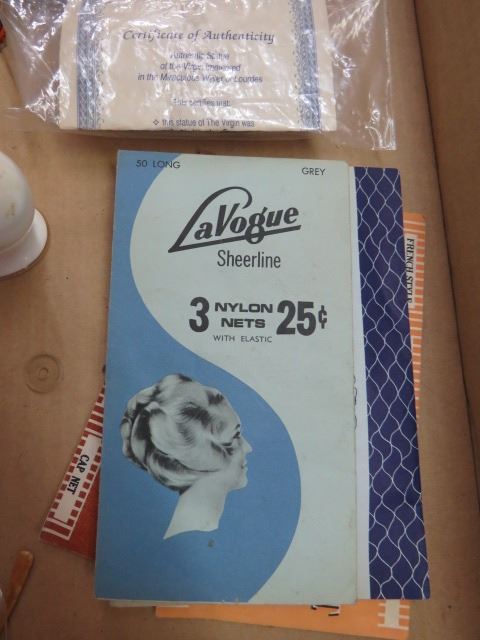 Certificate of Authenticity
Authentic Statue
of the Virgin Immersed
in the Miraculous Water of Lourdes
This certifies that:
❖ this statue of The Virgin was
50 LONG
GREY
LaVogue
Sheerline
3 NYLON NETS 25¢
WITH ELASTIC
CAP NET
FRENCH STYLE